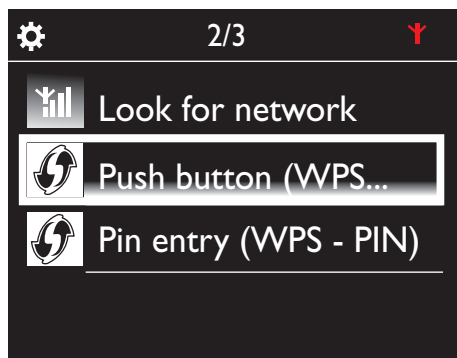 2/3
Look for network
Push button (WPS...
Pin entry (WPS - PIN)